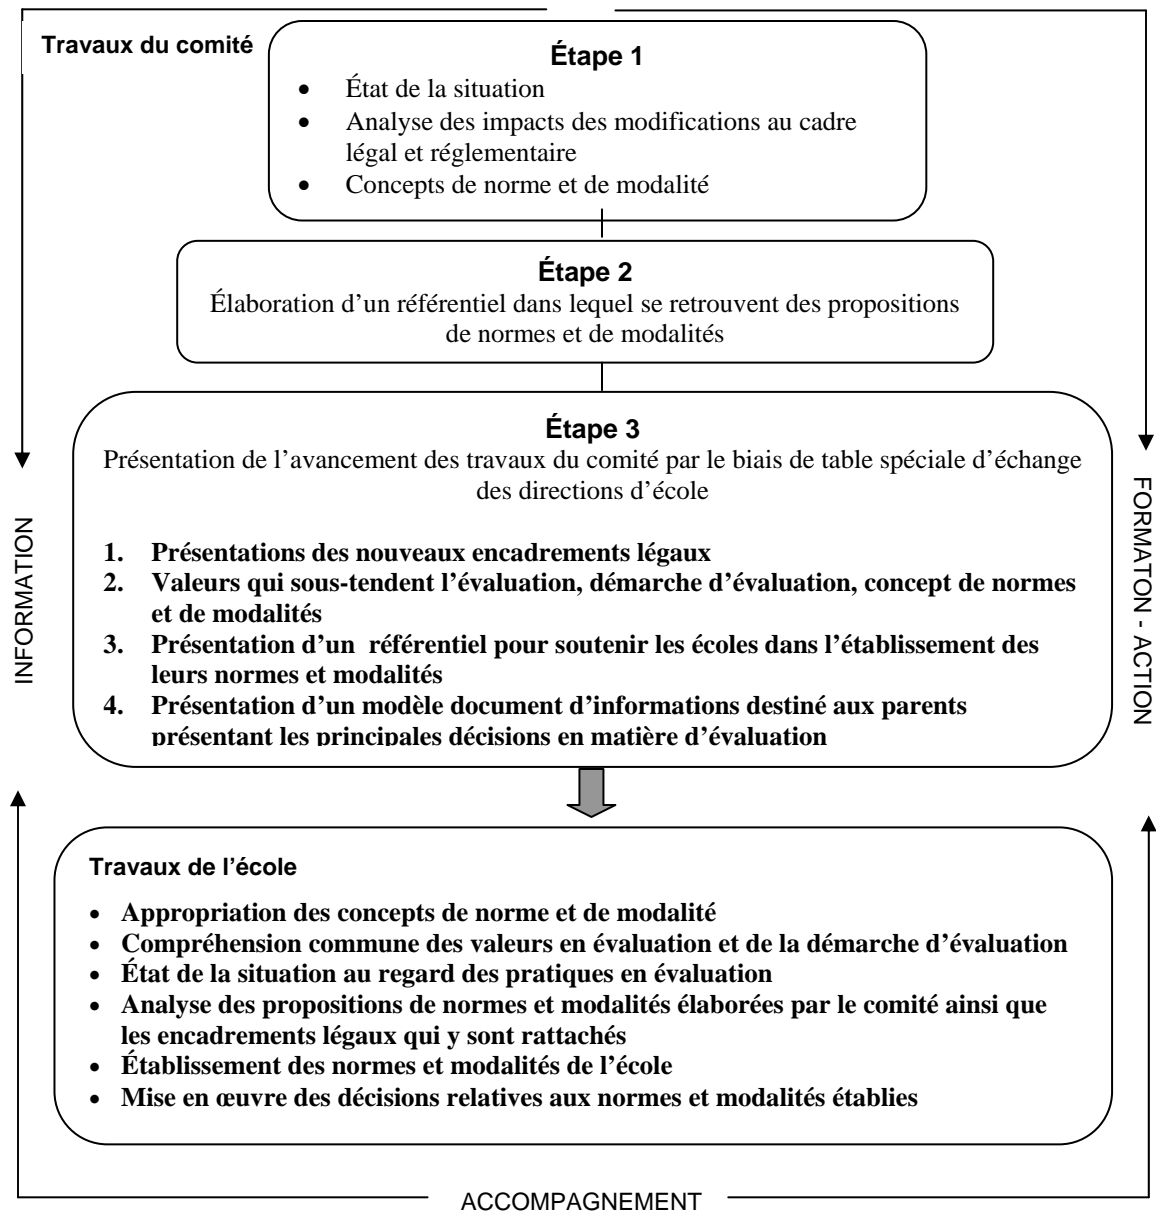 Travaux du comité
Étape 1
• État de la situation
• Analyse des impacts des modifications au cadre
légal et réglementaire
• Concepts de norme et de modalité
Étape 2
Élaboration d’un référentiel dans lequel se retrouvent des propositions
de normes et de modalités
Étape 3
Présentation de l’avancement des travaux du comité par le biais de table spéciale d’échange
des directions d’école
1. Présentations des nouveaux encadrements légaux
2. Valeurs qui sous-tendent l’évaluation, démarche d’évaluation, concept de normes
et de modalités
3. Présentation d’un référentiel pour soutenir les écoles dans l’établissement des
leurs normes et modalités
4. Présentation d’un modèle document d’informations destiné aux parents
présentant les principales décisions en matière d’évaluation
INFORMATION
FORMATON - ACTION
Travaux de l’école
• Appropriation des concepts de norme et de modalité
• Compréhension commune des valeurs en évaluation et de la démarche d’évaluation
• État de la situation au regard des pratiques en évaluation
• Analyse des propositions de normes et modalités élaborées par le comité ainsi que
les encadrements légaux qui y sont rattachés
• Établissement des normes et modalités de l’école
• Mise en œuvre des décisions relatives aux normes et modalités établies
ACCOMPAGNEMENT